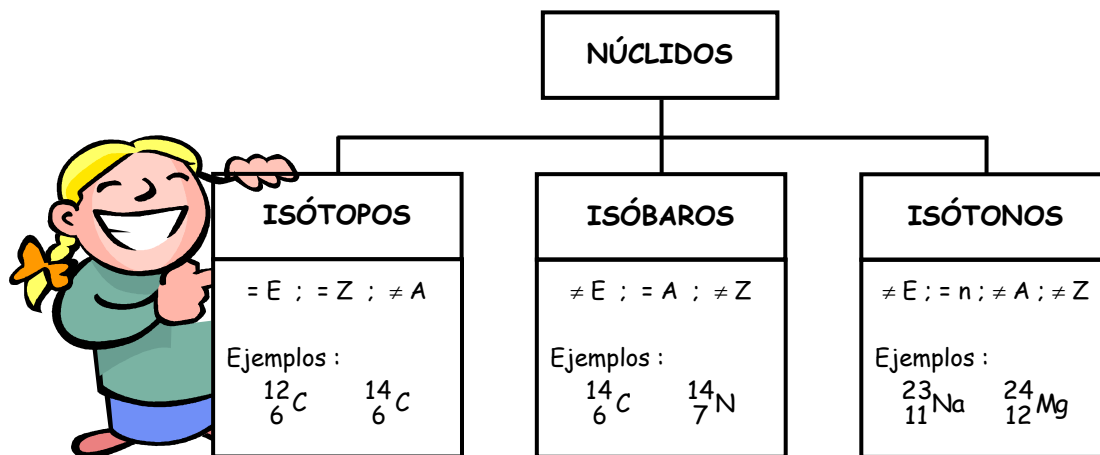 NÚCLIDOS
ISÓTOPOS
= E ; = Z ; ≠ A
Ejemplos :
¹²₆C ¹⁴₆C
ISÓBAROS
≠ E ; = A ; ≠ Z
Ejemplos :
¹⁴₆C ¹⁴₇N
ISÓTONOS
≠ E ; = n ; ≠ A ; ≠ Z
Ejemplos :
²³₁₁Na ²⁴₁₂Mg